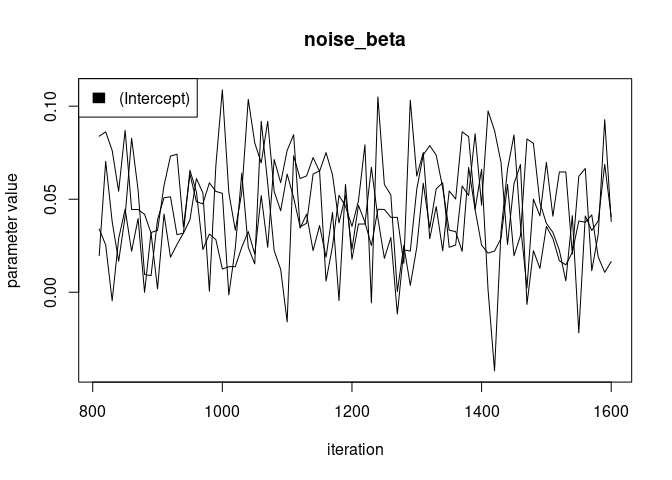 noise_beta
(Intercept)
parameter value
0.10
0.05
0.00
800 1000 1200 1400 1600
iteration